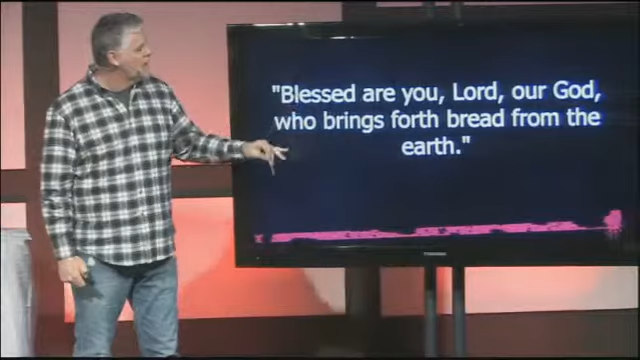 "Blessed are you, Lord, our God,
who brings forth bread from the
earth."